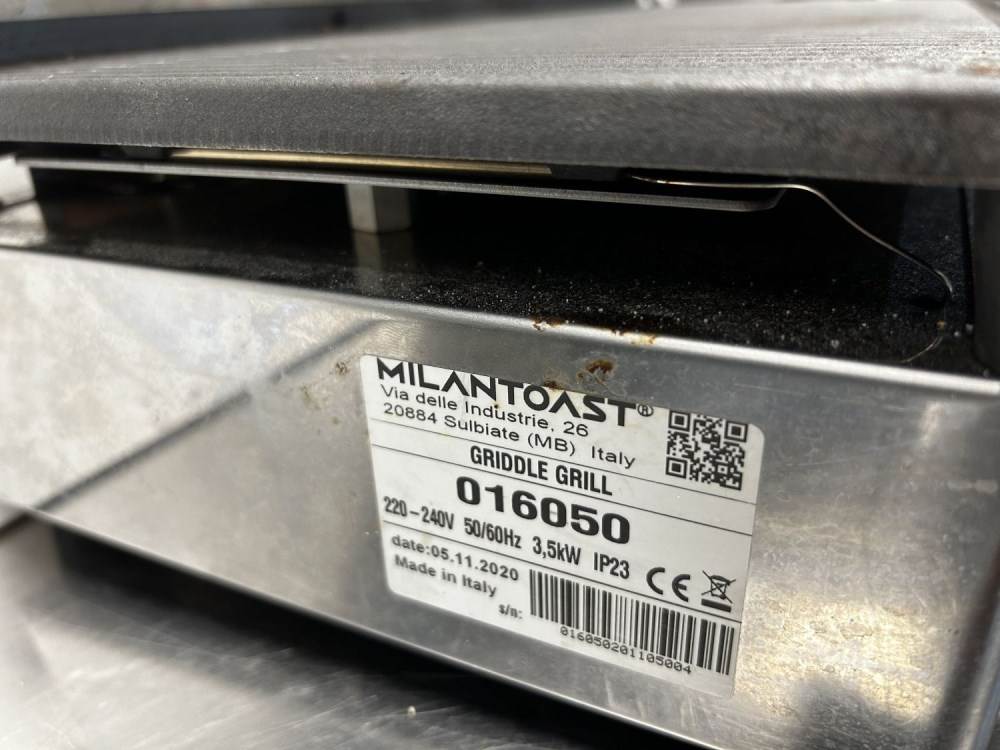 MILANTOAST®
Via delle Industrie, 26
20884 Sulbiate (MB) Italy
GRIDDLE GRILL
016050
220-240V 50/60Hz 3,5kW IP23
CE
date:05.11.2020
Made in Italy
s/n:
016050201105004